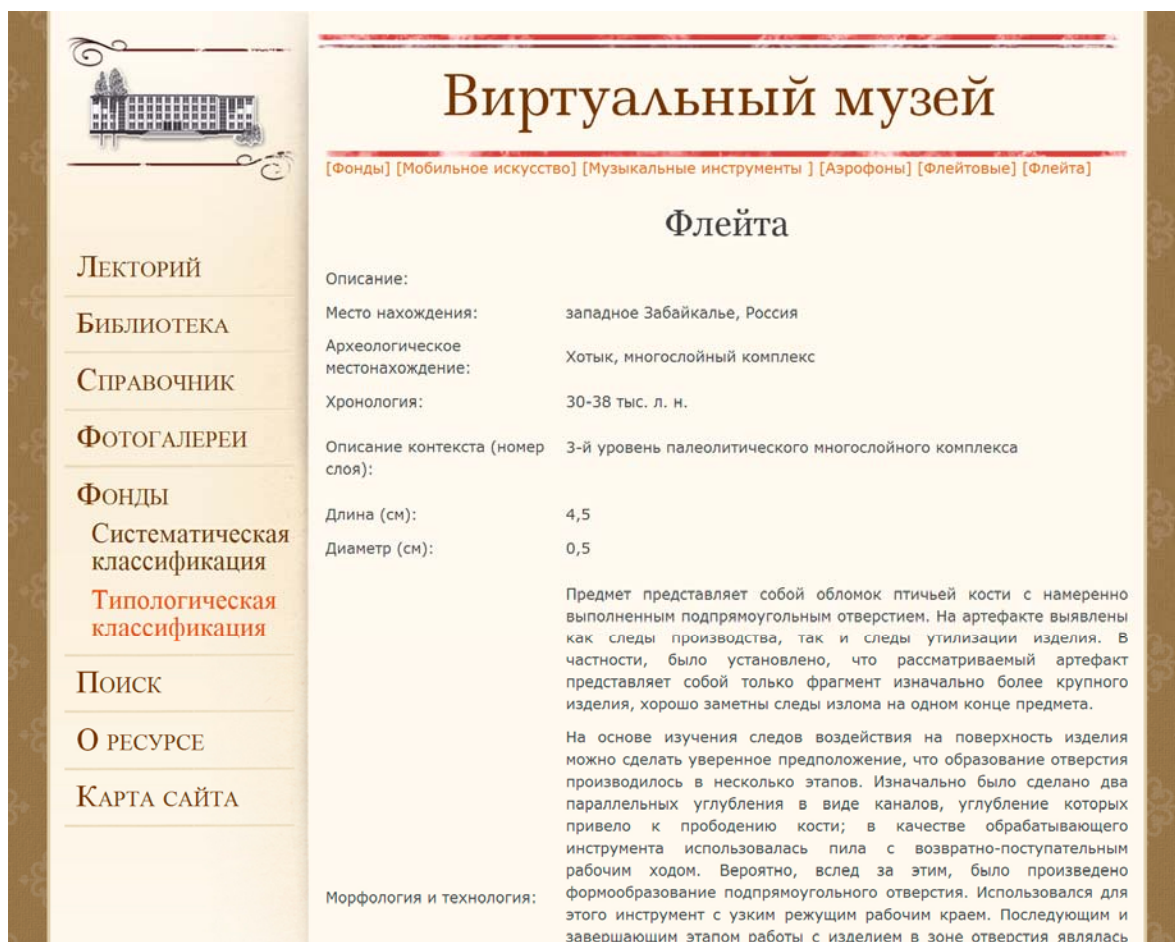 Виртуальный музей
[Фонды] [Мобильное искусство] [Музыкальные инструменты ] [Аэрофоны] [Флейтовые] [Флейта]
Лекторий
Библиотека
Справочник
Фотогалереи
Фонды
Систематическая
классификация
Типологическая
классификация
Поиск
О ресурсе
Карта сайта
Флейта
Описание:
Место нахождения: западное Забайкалье, Россия
Археологическое
местонахождение:
Хотык, многослойный комплекс
Хронология: 30-38 тыс. л. н.
Описание контекста (номер
слоя):
3-й уровень палеолитического многослойного комплекса
Длина (см): 4,5
Диаметр (см): 0,5
Морфология и технология:
Предмет представляет собой обломок птичьей кости с намеренно
выполненным подпрямоугольным отверстием. На артефакте выявлены
как следы производства, так и следы утилизации изделия. В
частности, было установлено, что рассматриваемый артефакт
представляет собой только фрагмент изначально более крупного
изделия, хорошо заметны следы излома на одном конце предмета.
На основе изучения следов воздействия на поверхность изделия
можно сделать уверенное предположение, что образование отверстия
производилось в несколько этапов. Изначально было сделано два
параллельных углубления в виде каналов, углубление которых
привело к прободению кости; в качестве обрабатывающего
инструмента использовалась пила с возвратно-поступательным
рабочим ходом. Вероятно, вслед за этим, было произведено
формообразование подпрямоугольного отверстия. Использовался для
этого инструмент с узким режущим рабочим краем. Последующим и
завершающим этапом работы с изделием в зоне отверстия являлась